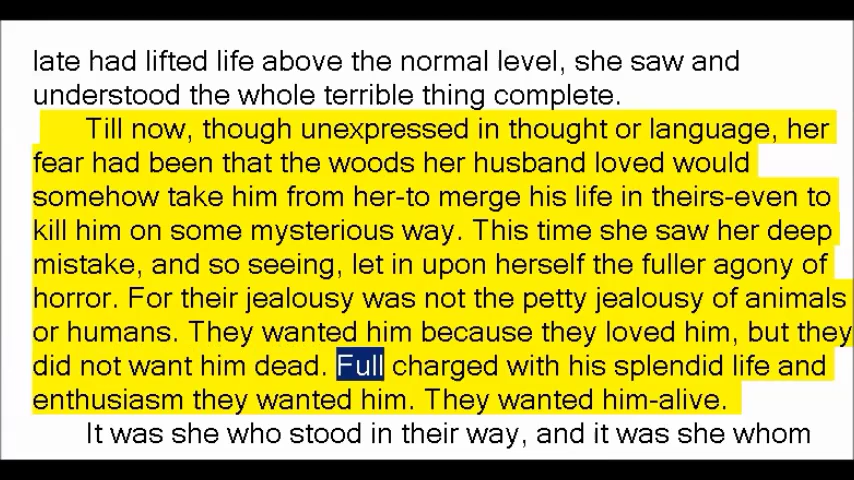 late had lifted life above the normal level, she saw and
understood the whole terrible thing complete.
Till now, though unexpressed in thought or language, her
fear had been that the woods her husband loved would
somehow take him from her-to merge his life in theirs-even to
kill him on some mysterious way. This time she saw her deep
mistake, and so seeing, let in upon herself the fuller agony of
horror. For their jealousy was not the petty jealousy of animals
or humans. They wanted him because they loved him, but they
did not want him dead. Full charged with his splendid life and
enthusiasm they wanted him. They wanted him-alive.
It was she who stood in their way, and it was she whom